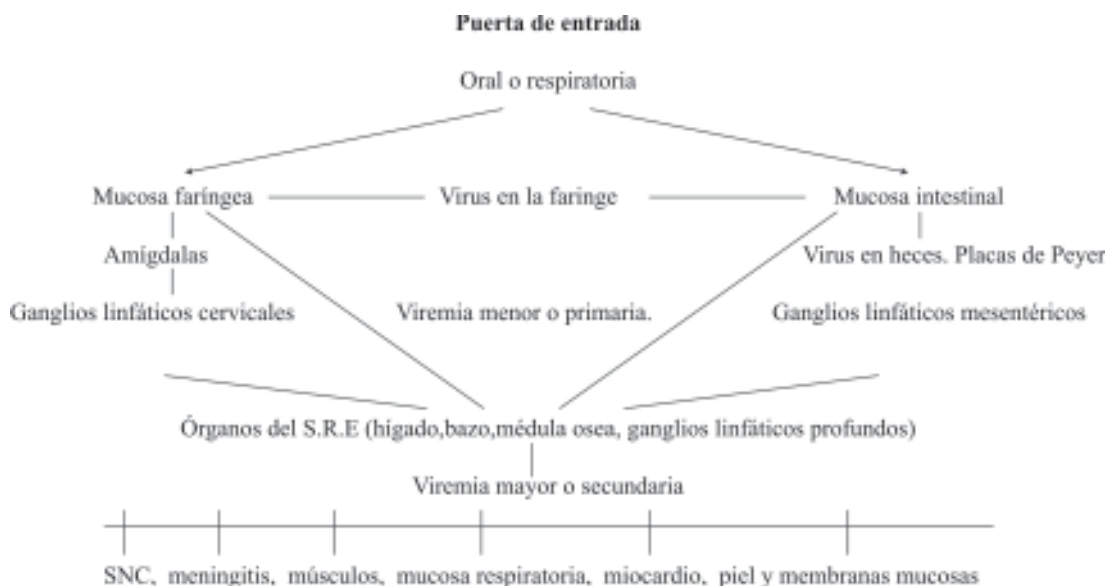 Puerta de entrada
Oral o respiratoria
Mucosa faríngea Virus en la faringe Mucosa intestinal
Amígdalas Virus en heces. Placas de Peyer
Ganglios linfáticos cervicales Viremia menor o primaria. Ganglios linfáticos mesentéricos
Órganos del S.R.E (hígado,bazo,médula osea, ganglios linfáticos profundos)
Viremia mayor o secundaria
SNC, meningitis, músculos, mucosa respiratoria, miocardio, piel y membranas mucosas